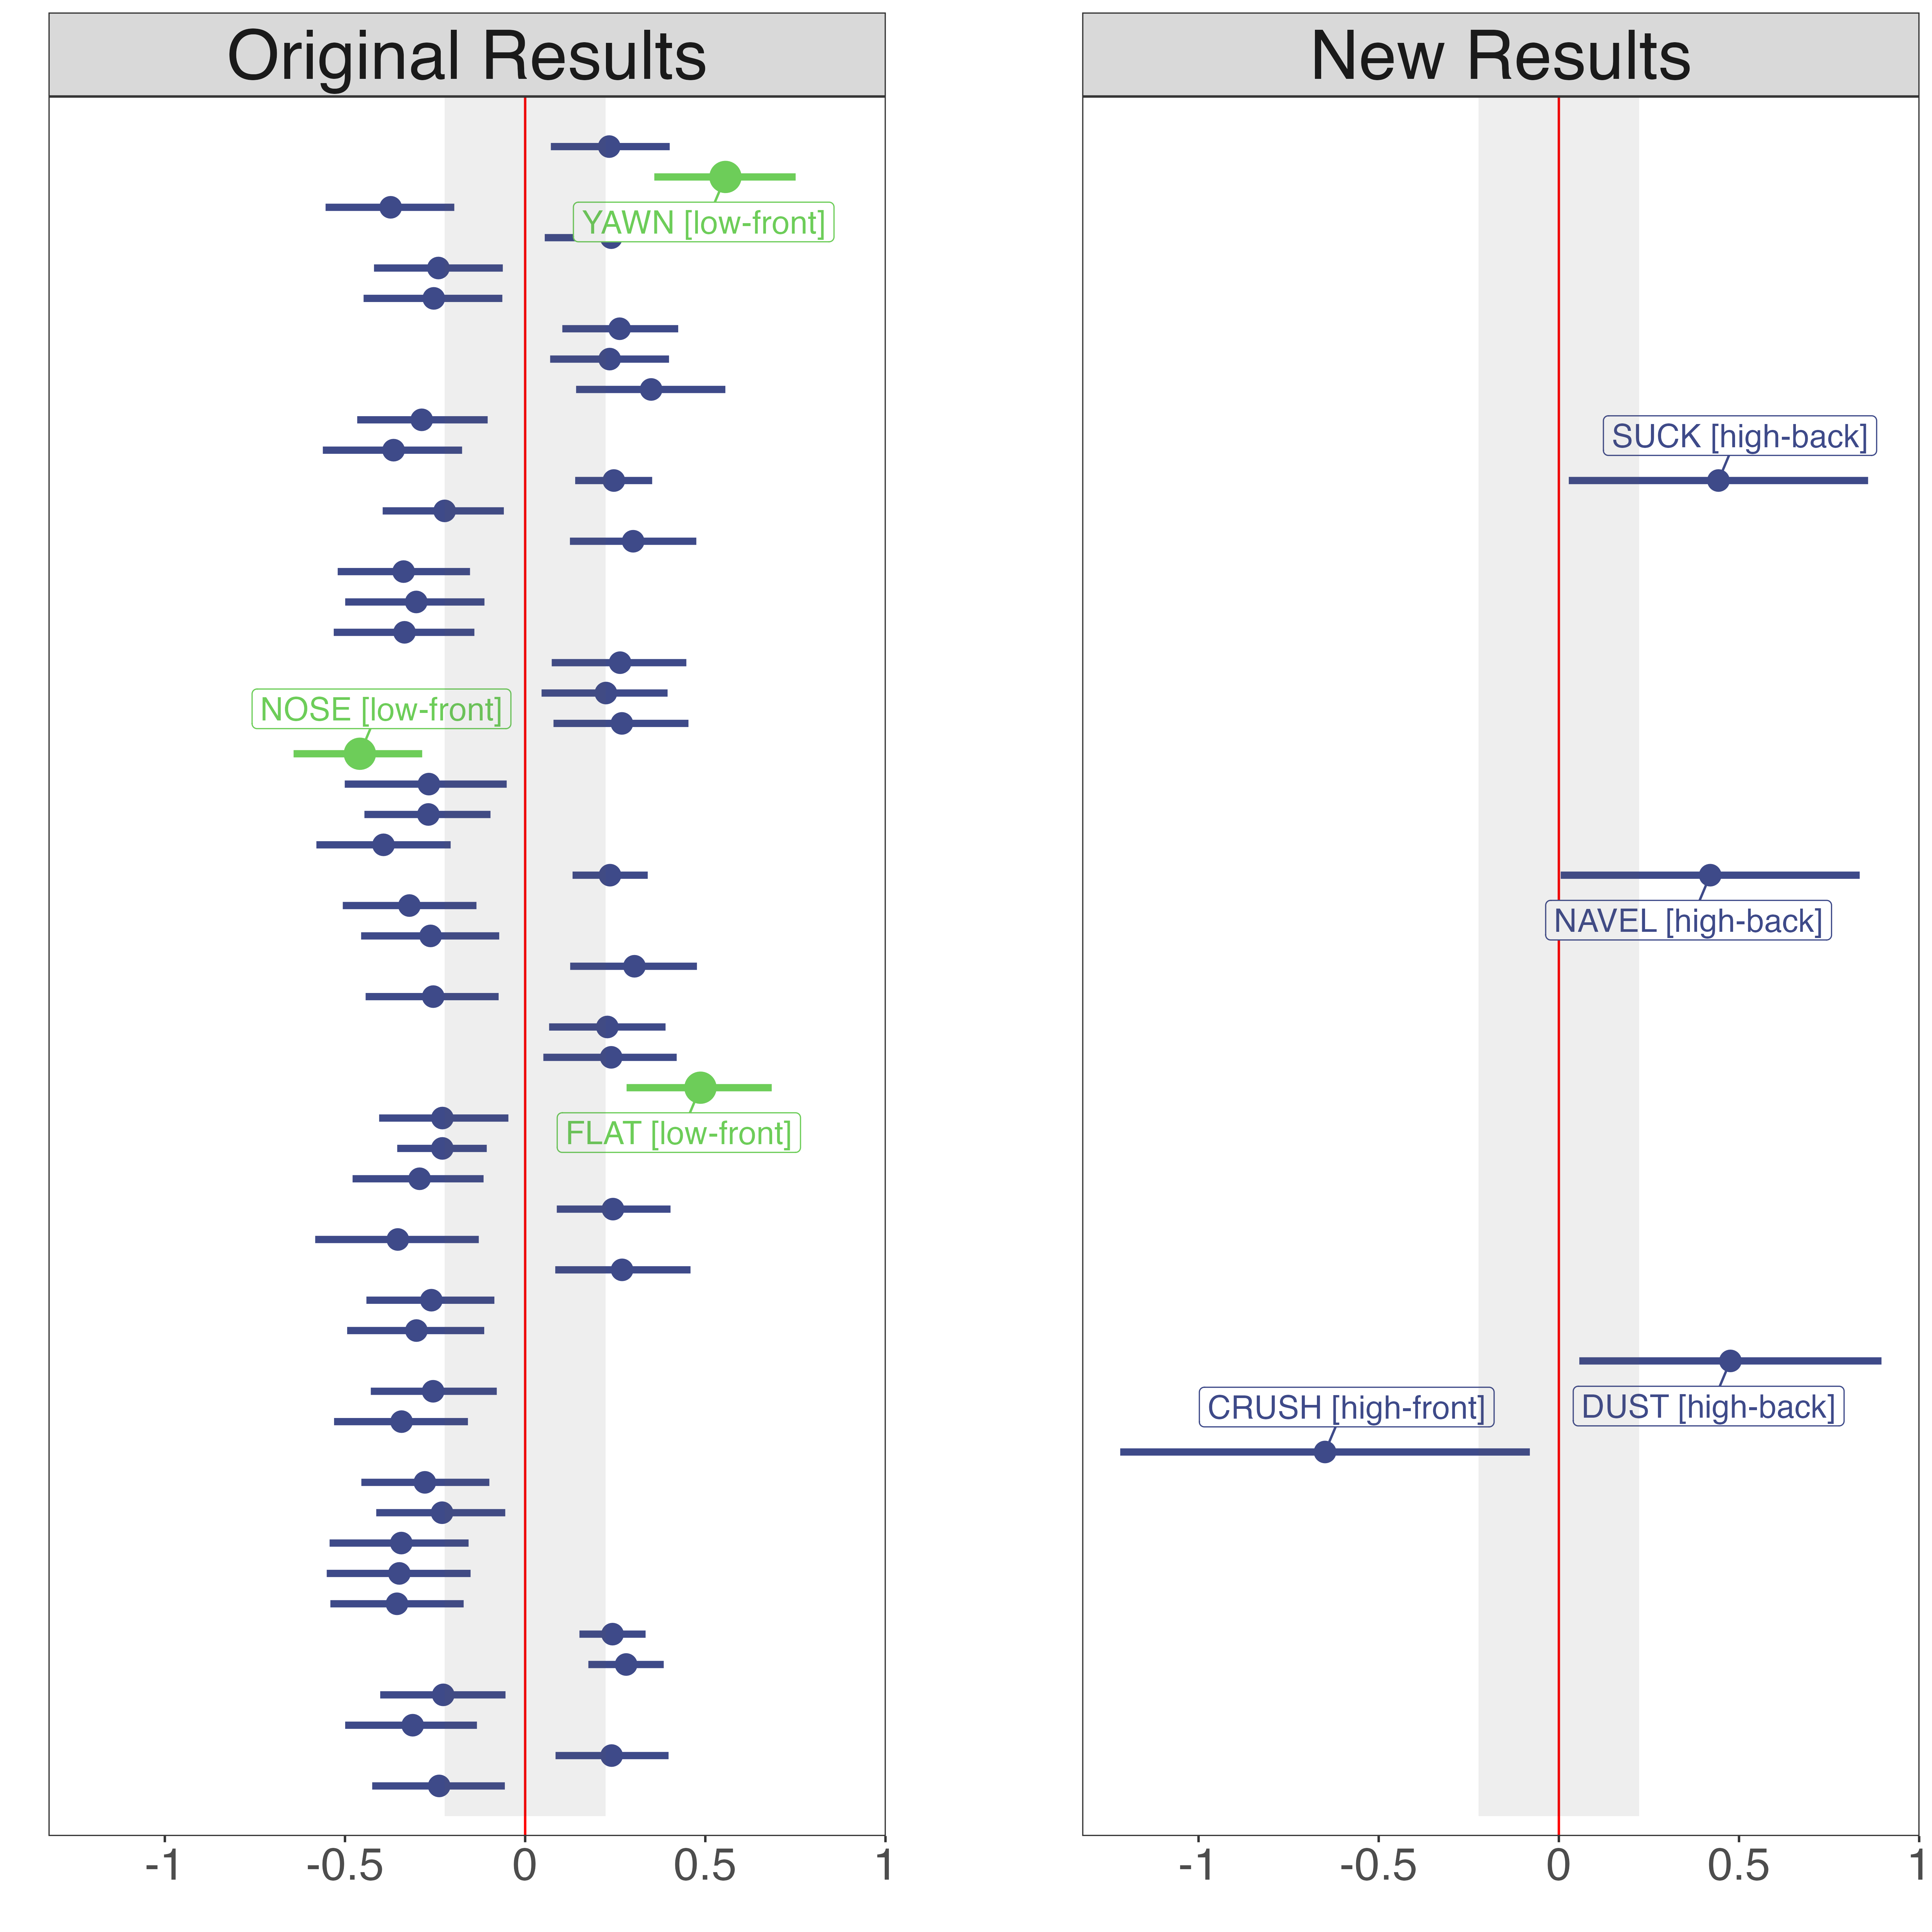 Original Results
YAWN [low-front]
NOSE [low-front]
FLAT [low-front]
-1 -0.5 0 0.5 1
New Results
SUCK [high-back]
NAVEL [high-back]
CRUSH [high-front]
DUST [high-back]
-1 -0.5 0 0.5 1